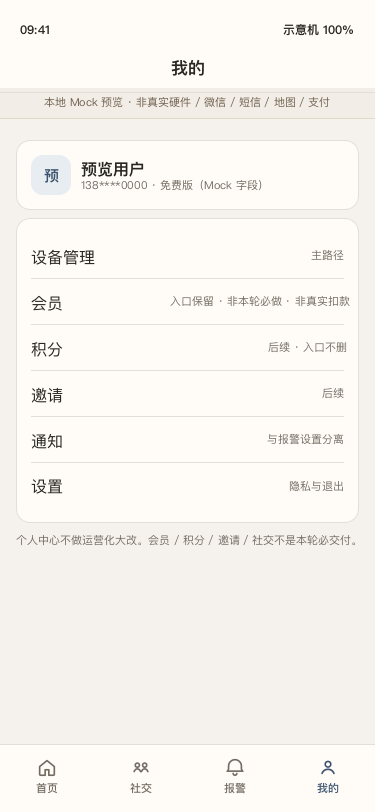 09:41 示意机 100%
我的
本地 Mock 预览 · 非真实硬件 / 微信 / 短信 / 地图 / 支付
预 预览用户
138****0000 · 免费版（Mock 字段）
设备管理 主路径
会员 入口保留 · 非本轮必做 · 非真实扣款
积分 后续 · 入口不删
邀请 后续
通知 与报警设置分离
设置 隐私与退出
个人中心不做运营化大改。会员 / 积分 / 邀请 / 社交不是本轮必交付。
首页 社交 报警 我的